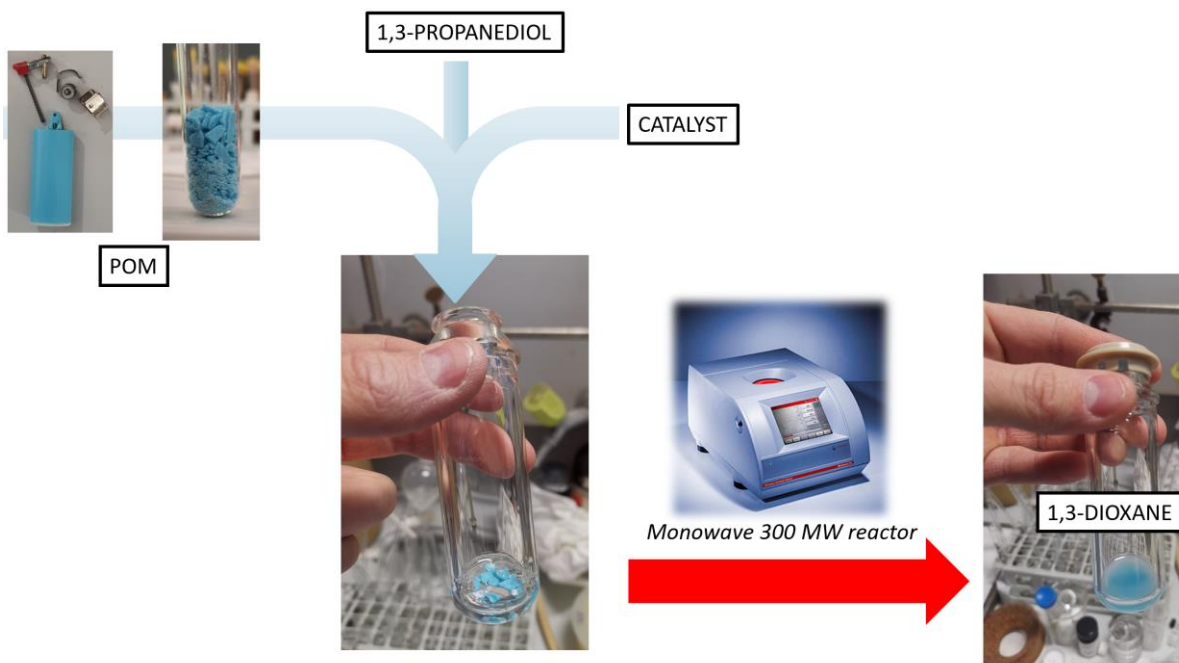 1,3-PROPANEDIOL
CATALYST
POM
Monowave 300 MW reactor
1,3-DIOXANE